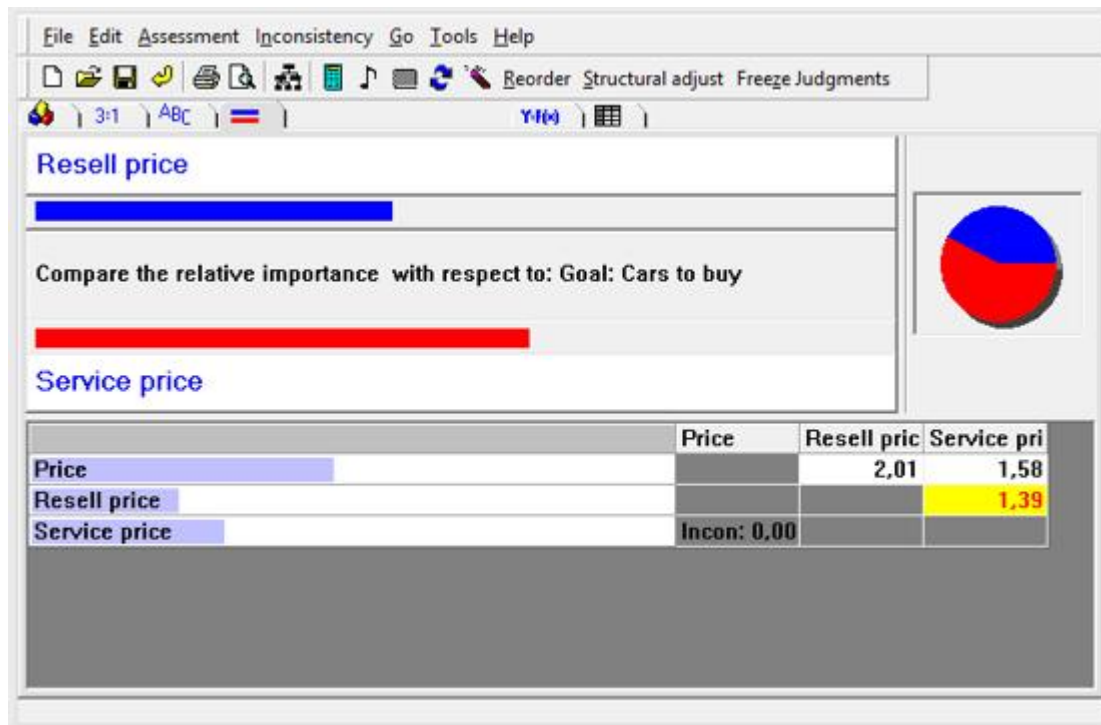 File Edit Assessment Inconsistency Go Tools Help
Reorder Structural adjust Freeze Judgments
3:1 ABC Y=f(x)
Resell price
Compare the relative importance with respect to: Goal: Cars to buy
Service price
Price Resell pric Service pri
Price 2,01 1,58
Resell price 1,39
Service price Incon: 0,00